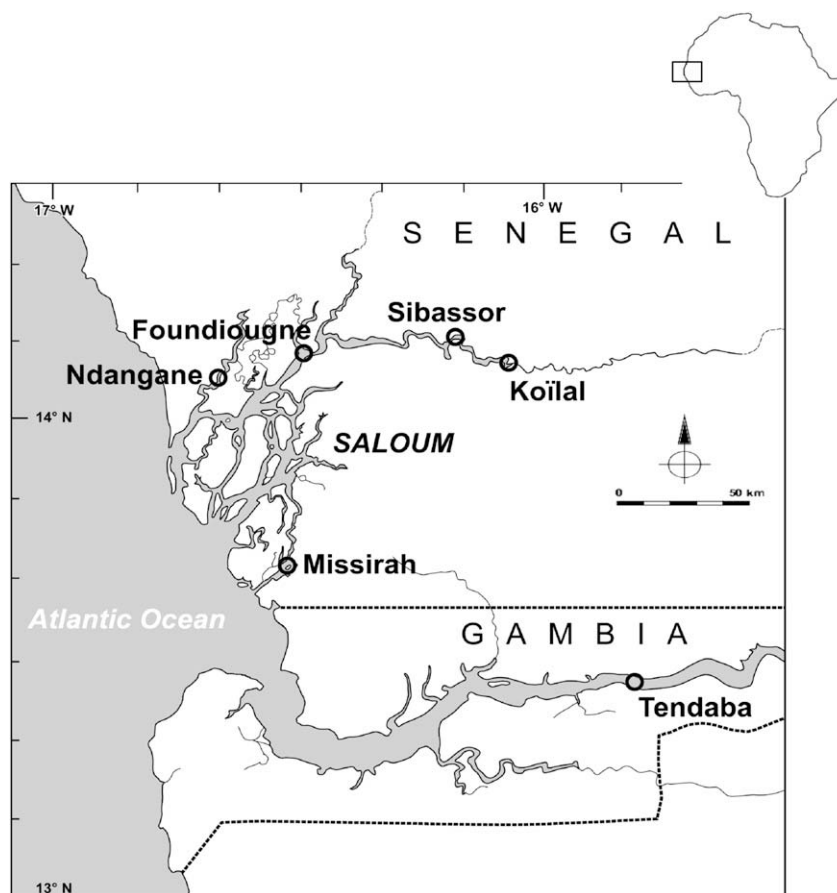 17° W
16° W
S E N E G A L
Sibassor
Foundiougne
Ndangane
Koïlal
14° N
SALOUM
0 50 km
Missirah
Atlantic Ocean
G A M B I A
Tendaba
13° N